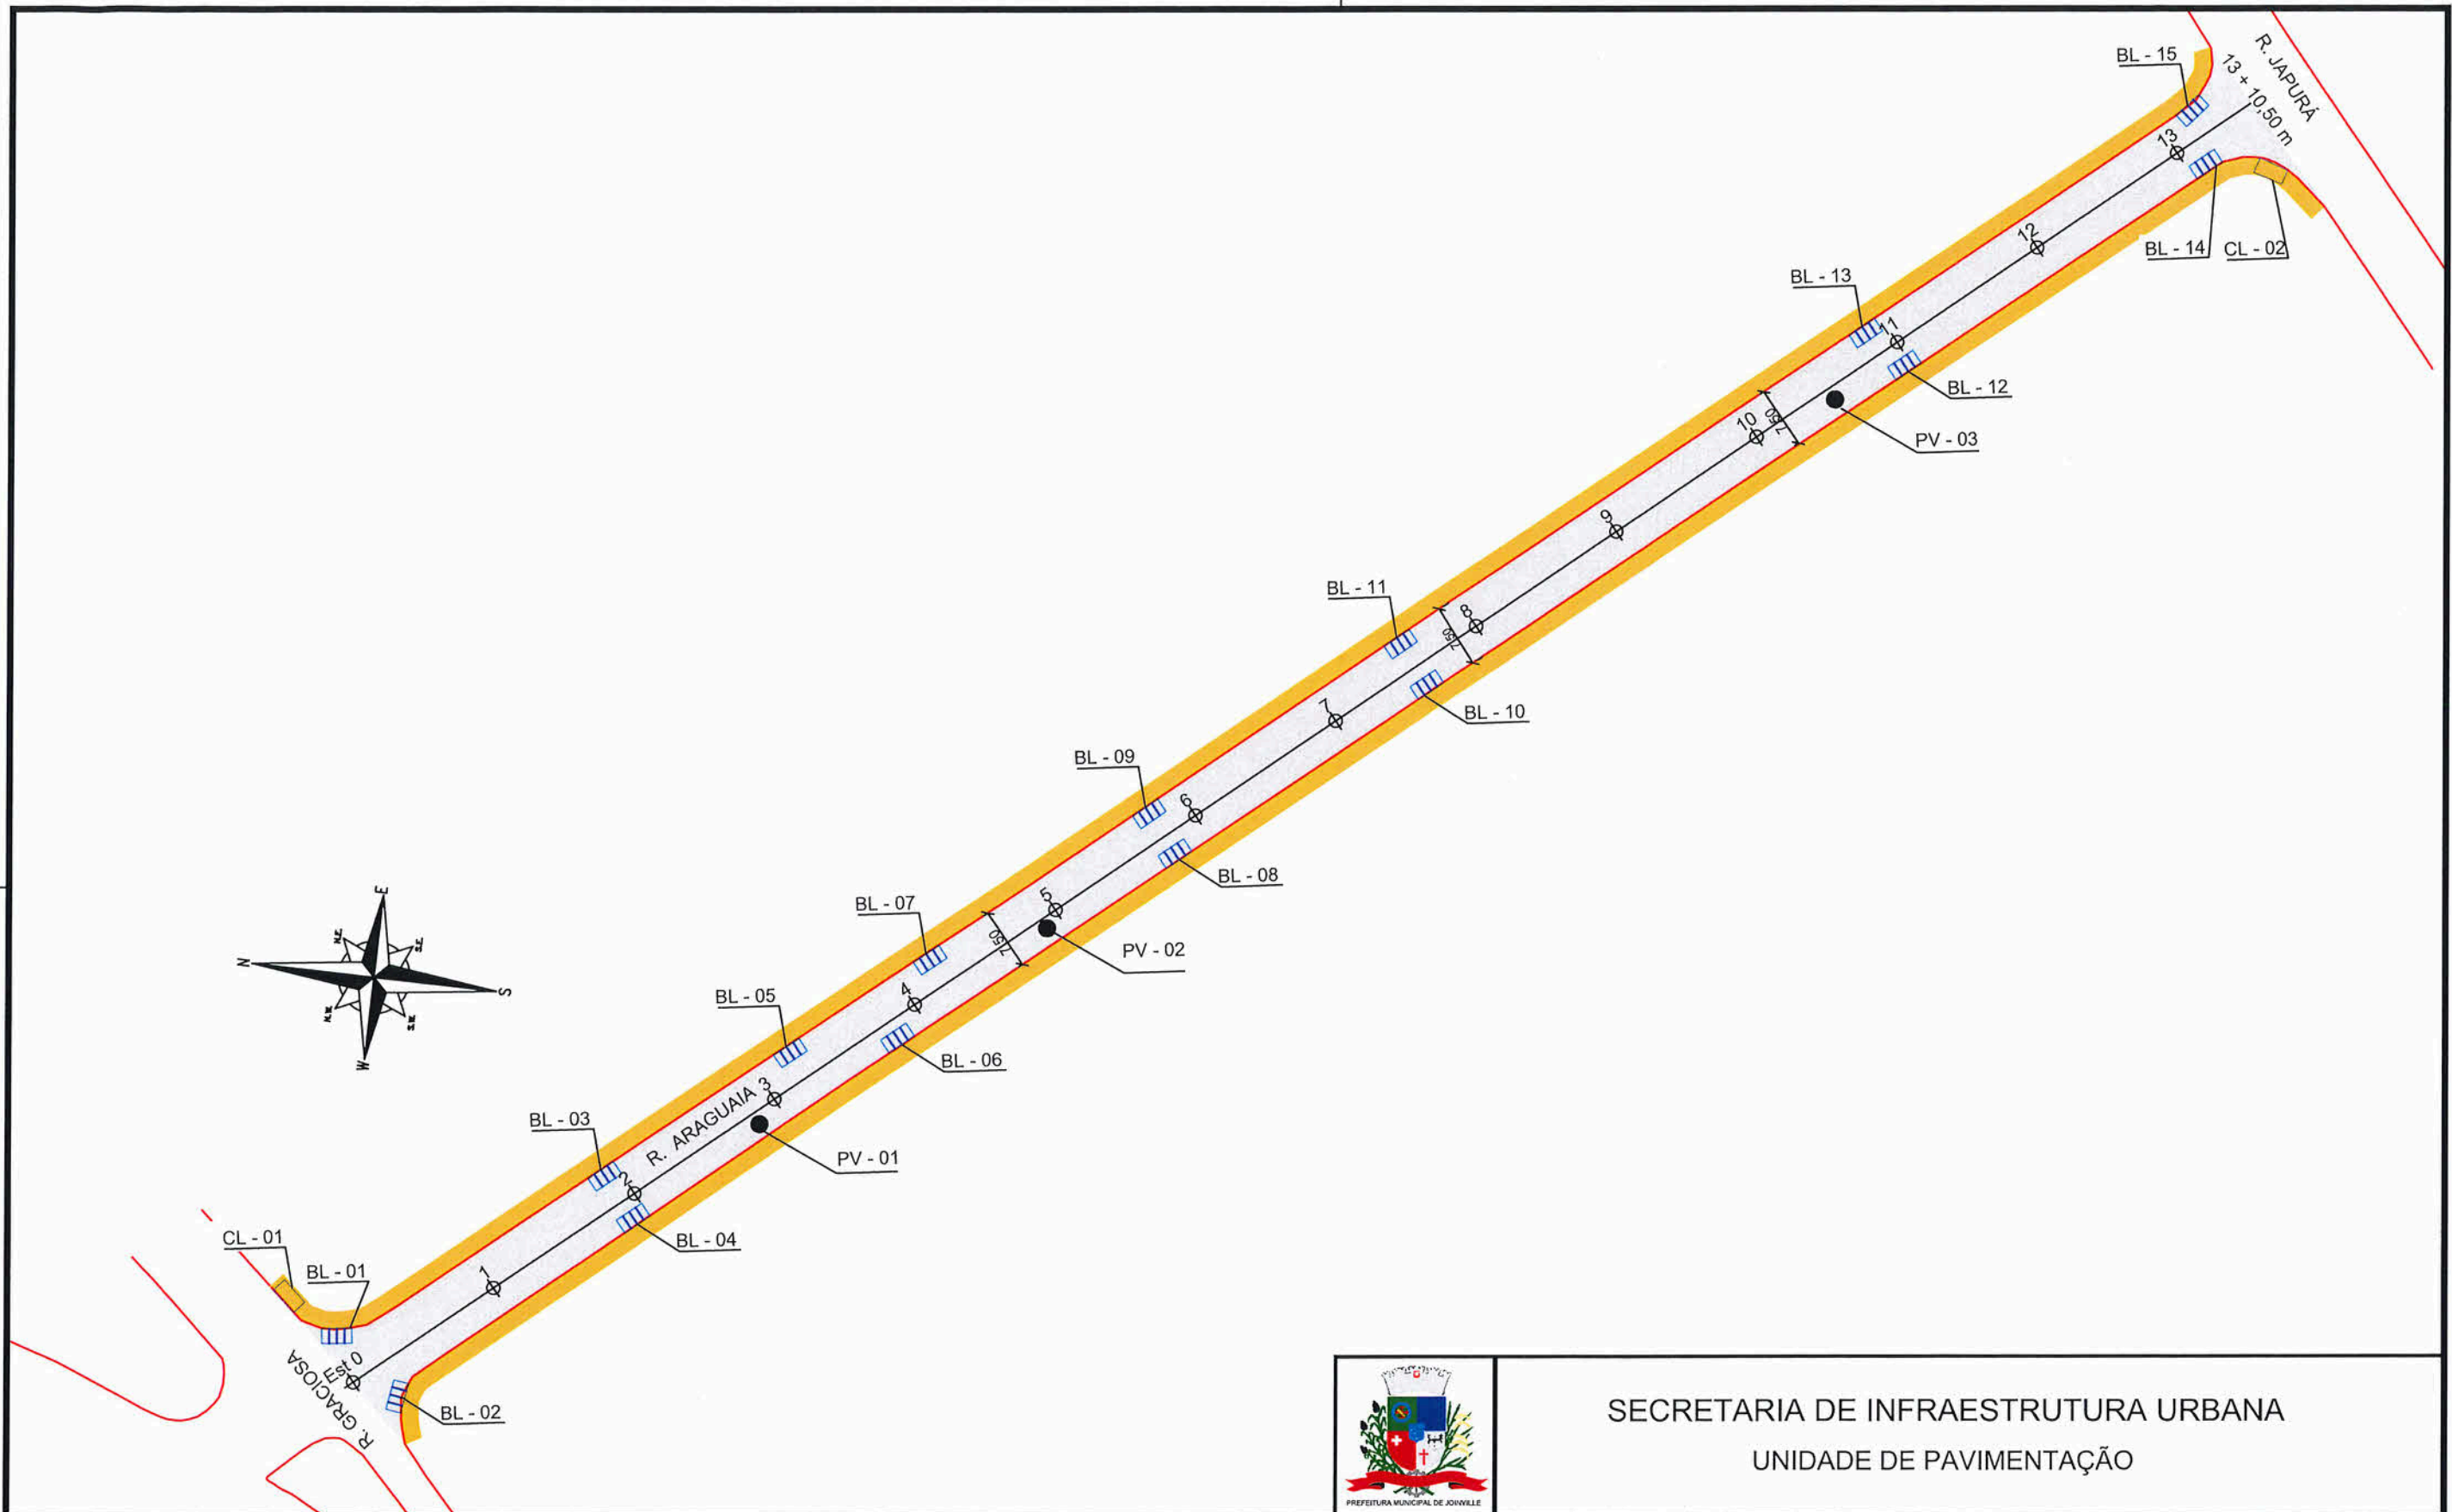 BL - 15
R. JAPURÁ
13 + 10,50 m
13
BL - 14
CL - 02
12
BL - 13
11
BL - 12
10
7,50
PV - 03
9
BL - 11
8
7,50
BL - 10
7
BL - 09
6
BL - 08
BL - 07
5
7,50
PV - 02
E
N.E.
S.E.
N
S
N.W.
S.W.
W
BL - 05
4
BL - 06
R. ARAGUAIA
3
BL - 03
PV - 01
2
BL - 04
CL - 01
BL - 01
1
Est 0
R. GRACIOSA
BL - 02
SECRETARIA DE INFRAESTRUTURA URBANA
UNIDADE DE PAVIMENTAÇÃO
PREFEITURA MUNICIPAL DE JOINVILLE